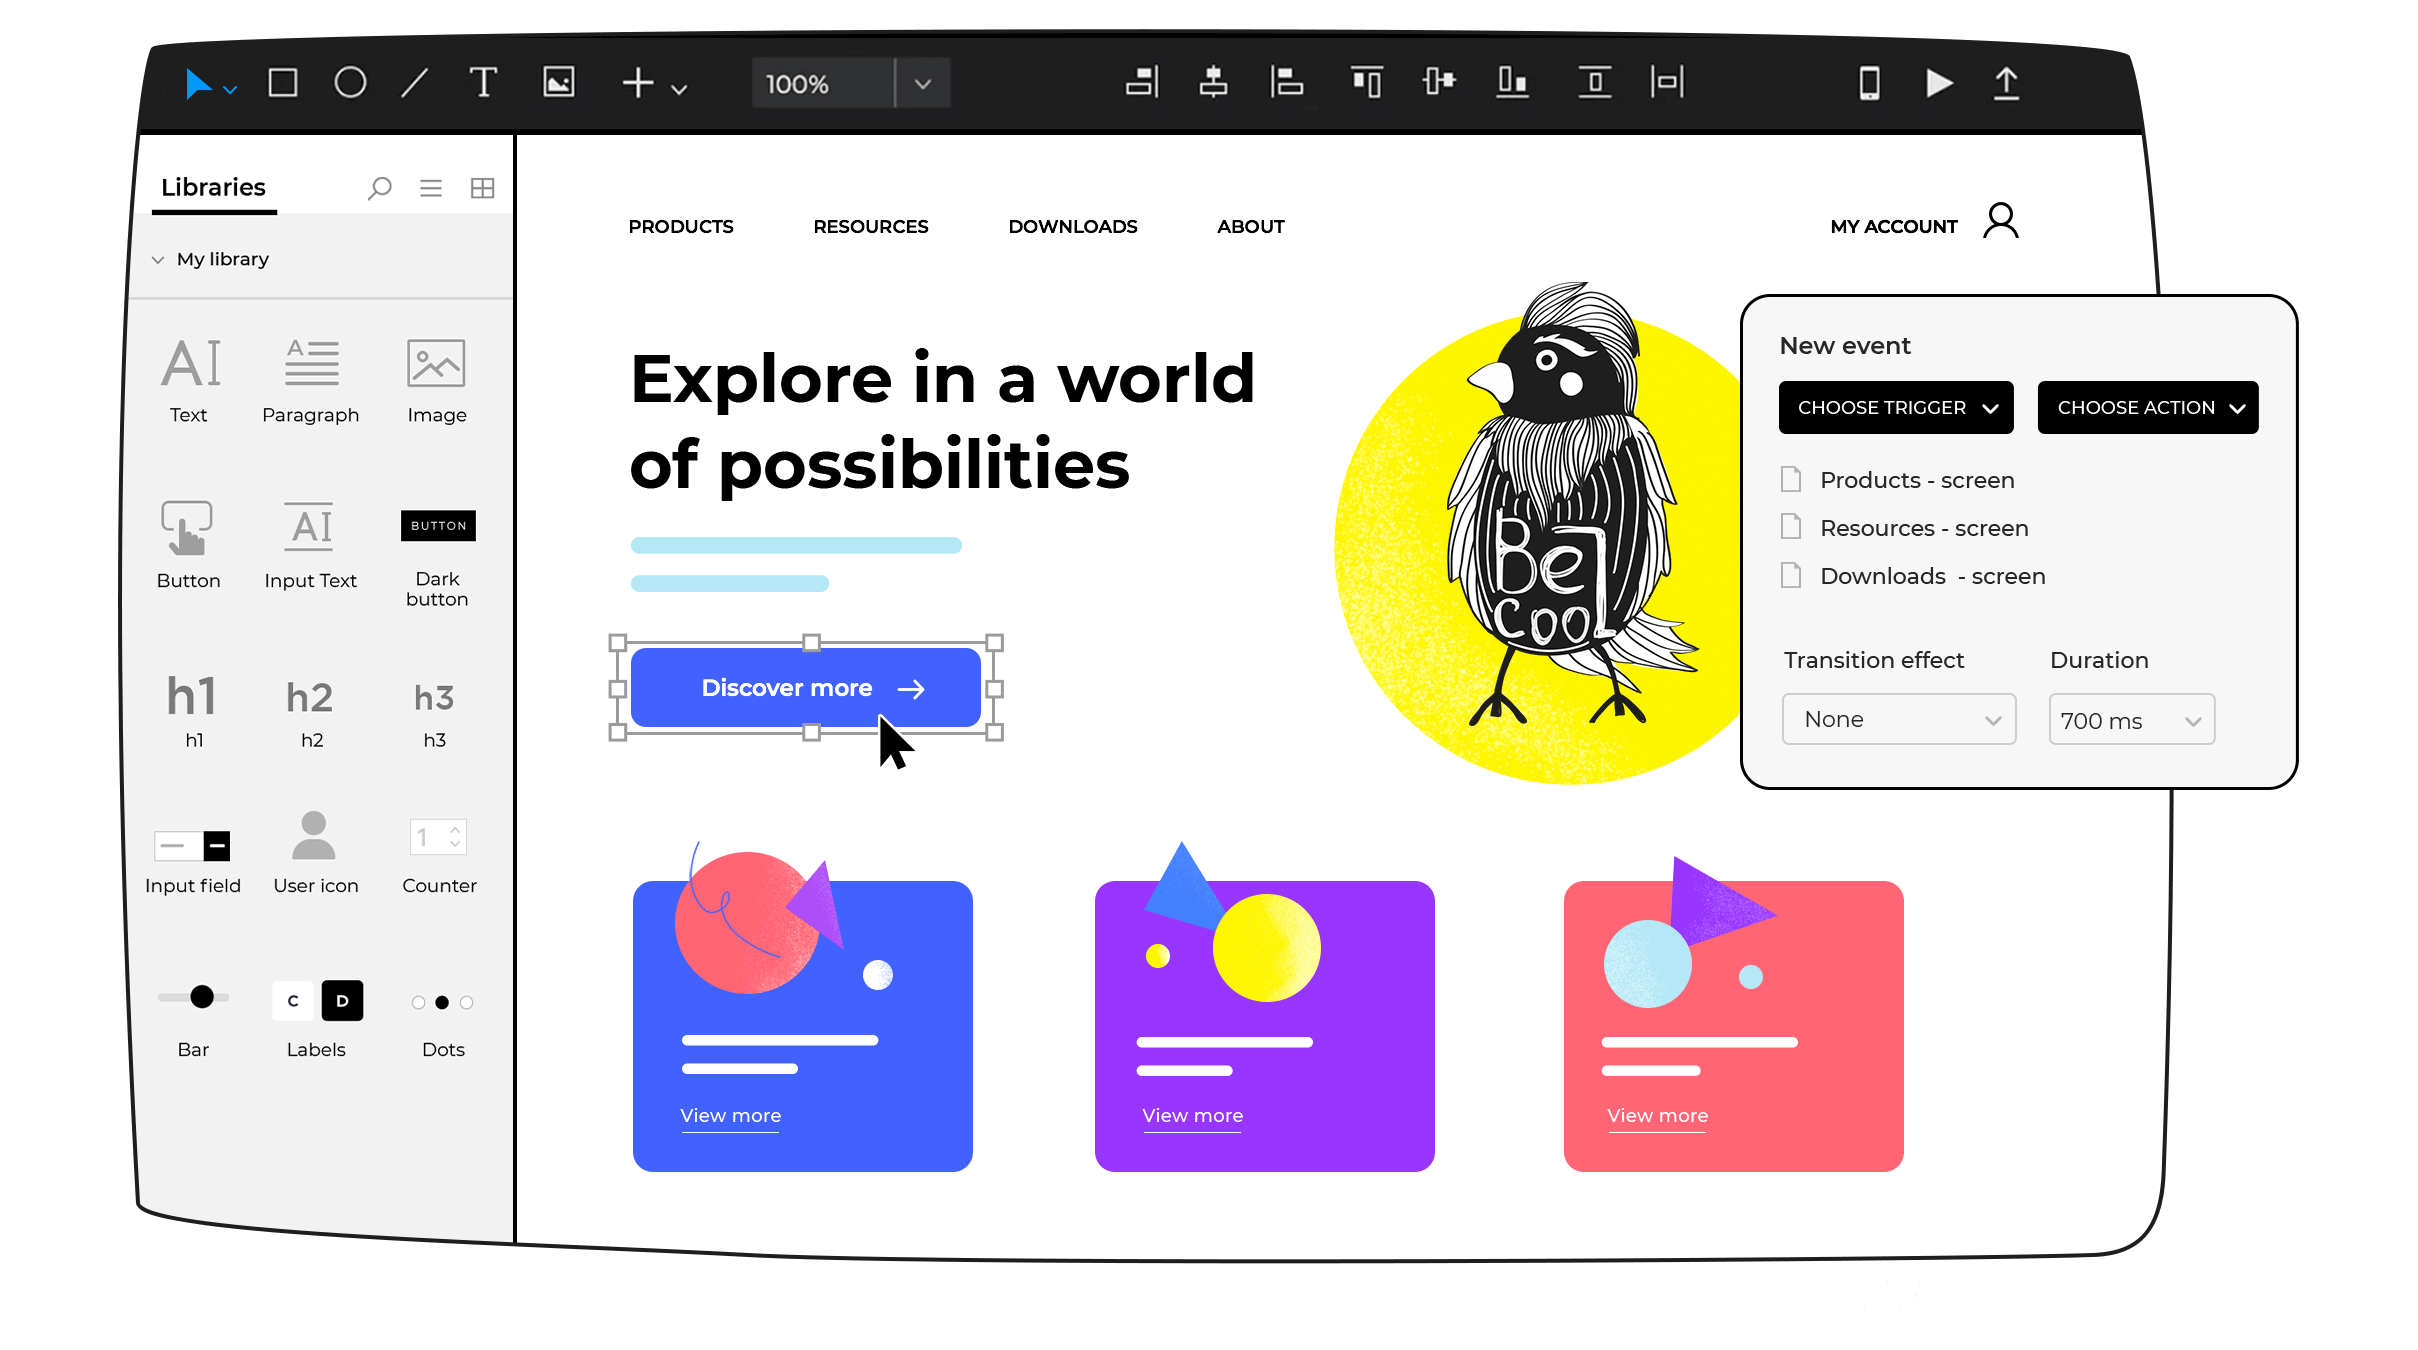 100%
Libraries
My library
AI
Text
A
Paragraph
Image
Button
AI
Input Text
BUTTON
Dark
button
h1
h1
h2
h2
h3
h3
Input field
User icon
1
Counter
Bar
C
D
Labels
Dots
PRODUCTS
RESOURCES
DOWNLOADS
ABOUT
MY ACCOUNT
Explore in a world
of possibilities
Discover more
Be
Cool
New event
CHOOSE TRIGGER
CHOOSE ACTION
Products - screen
Resources - screen
Downloads - screen
Transition effect
Duration
None
700 ms
View more
View more
View more